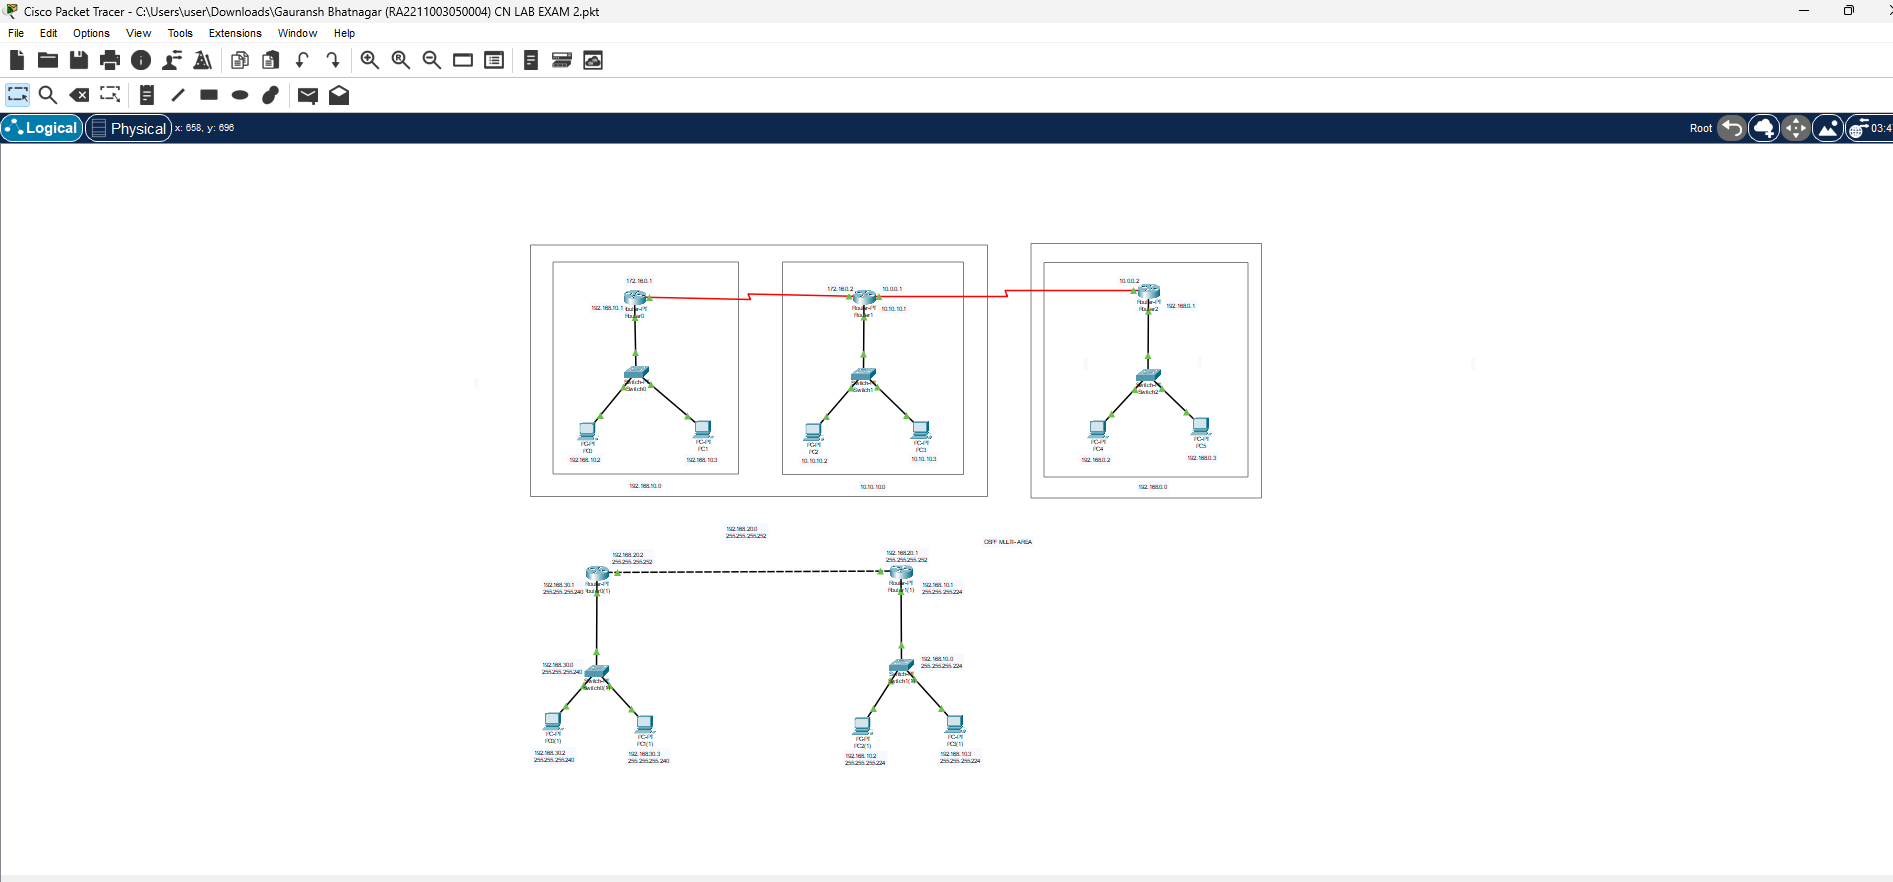 Cisco Packet Tracer - C:\Users\user\Downloads\Gauransh Bhatnagar (RA2211003050004) CN LAB EXAM 2.pkt
File Edit Options View Tools Extensions Window Help
Logical Physical x: 658, y: 696 Root 03:4
172.16.0.1
192.168.10.1
Router-PT
Router0
172.16.0.2
10.0.0.1
Router-PT
Router1
10.10.10.1
10.0.0.2
Router-PT
Router2
192.168.0.1
Switch-PT
Switch0
Switch-PT
Switch1
Switch-PT
Switch2
PC-PT
PC0
192.168.10.2
PC-PT
PC1
192.168.10.3
PC-PT
PC2
10.10.10.2
PC-PT
PC3
10.10.10.3
PC-PT
PC4
192.168.0.2
PC-PT
PC5
192.168.0.3
192.168.10.0
10.10.10.0
192.168.0.0
192.168.20.0
255.255.255.252
OSPF MULTI-AREA
192.168.20.2
255.255.255.252
192.168.20.1
255.255.255.252
192.168.30.1
255.255.255.240
Router-PT
Router0(1)
Router-PT
Router1(1)
192.168.10.1
255.255.255.224
192.168.30.0
255.255.255.240
Switch-PT
Switch0(1)
192.168.10.0
255.255.255.224
Switch-PT
Switch1(1)
PC-PT
PC0(1)
192.168.30.2
255.255.255.240
PC-PT
PC1(1)
192.168.30.3
255.255.255.240
PC-PT
PC2(1)
192.168.10.2
255.255.255.224
PC-PT
PC3(1)
192.168.10.3
255.255.255.224